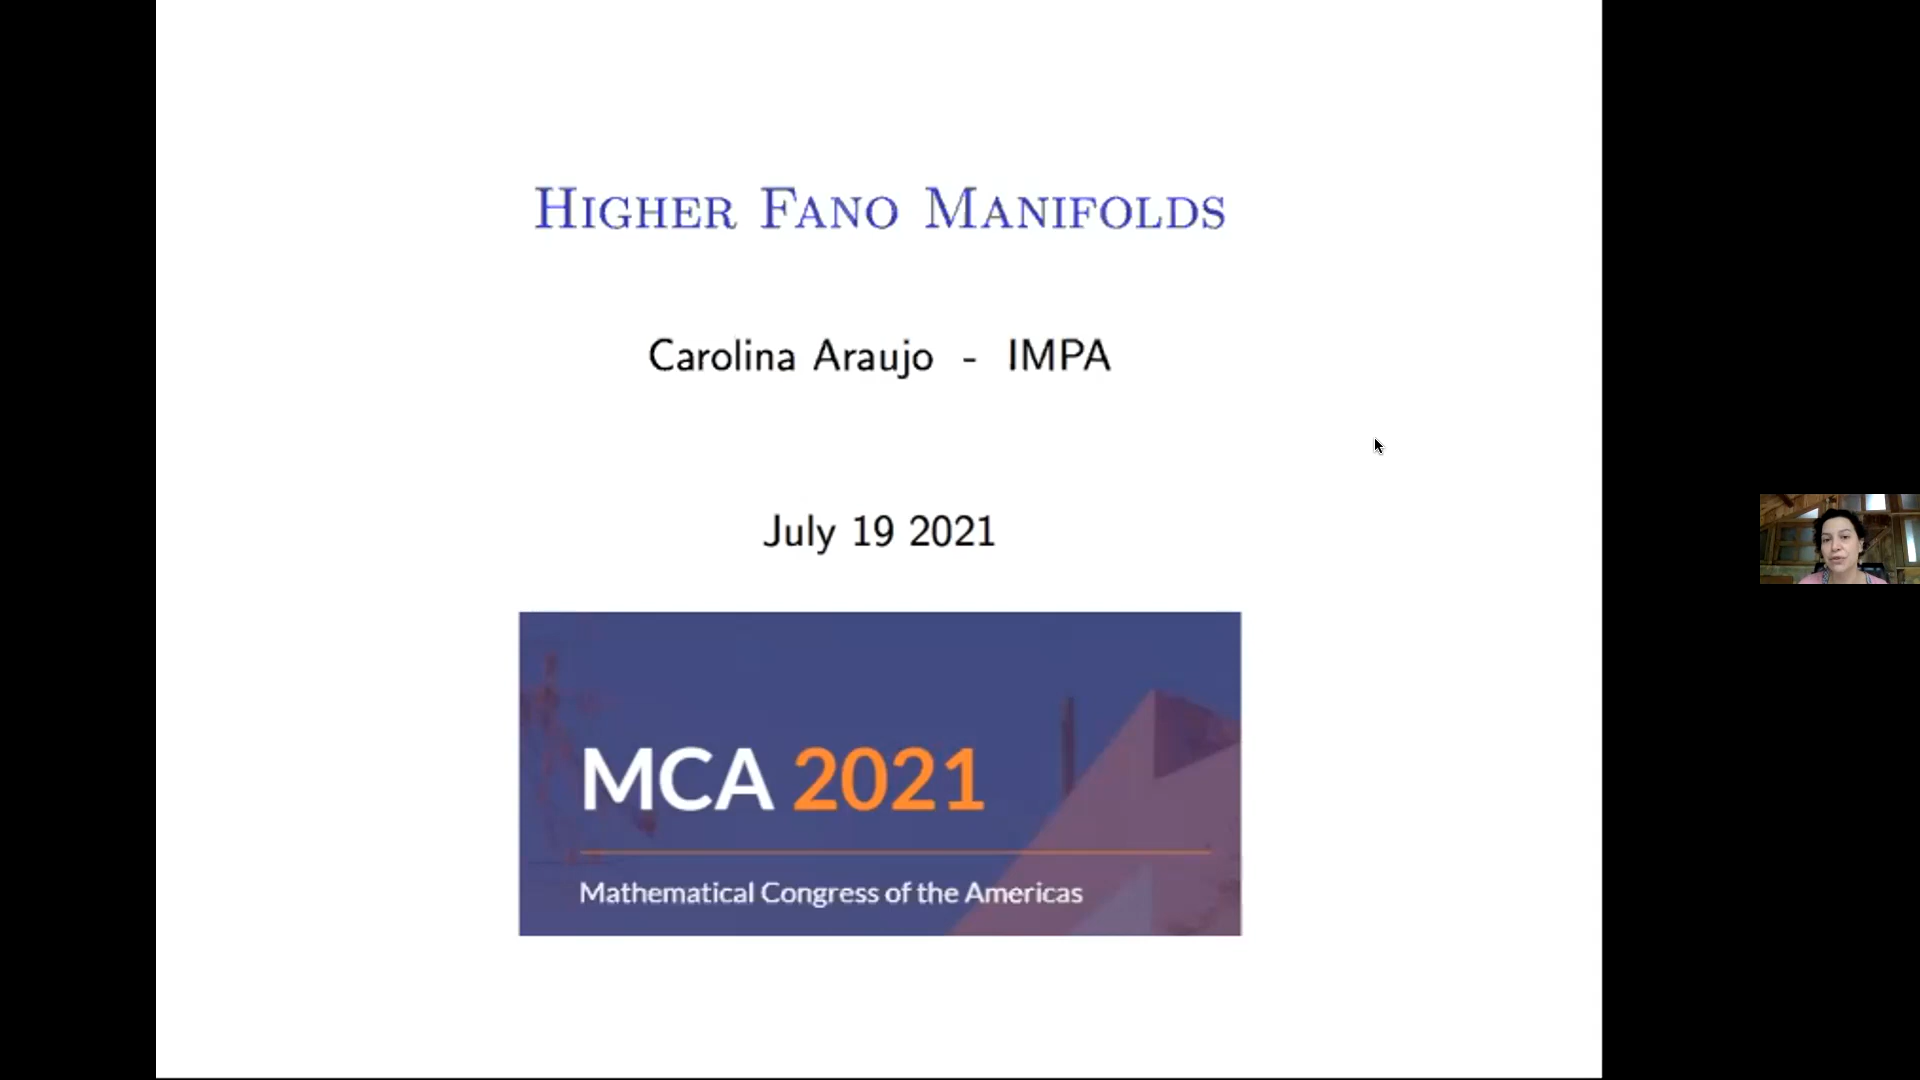 Higher Fano Manifolds
Carolina Araujo - IMPA
July 19 2021
MCA 2021
Mathematical Congress of the Americas